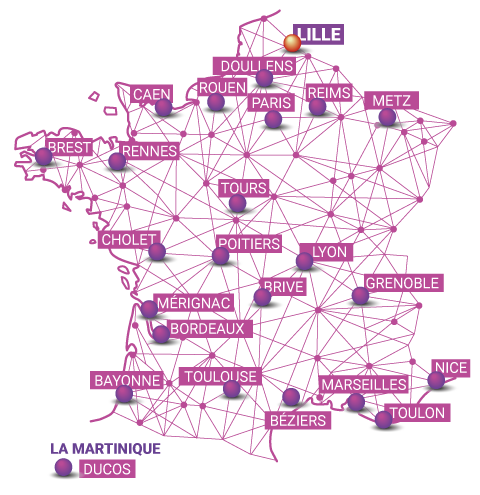 LILLE
DOULLENS
ROUEN
CAEN
REIMS
PARIS
METZ
BREST
RENNES
TOURS
CHOLET
POITIERS
LYON
GRENOBLE
BRIVE
MÉRIGNAC
BORDEAUX
NICE
BAYONNE
TOULOUSE
MARSEILLES
TOULON
BÉZIERS
LA MARTINIQUE
DUCOS